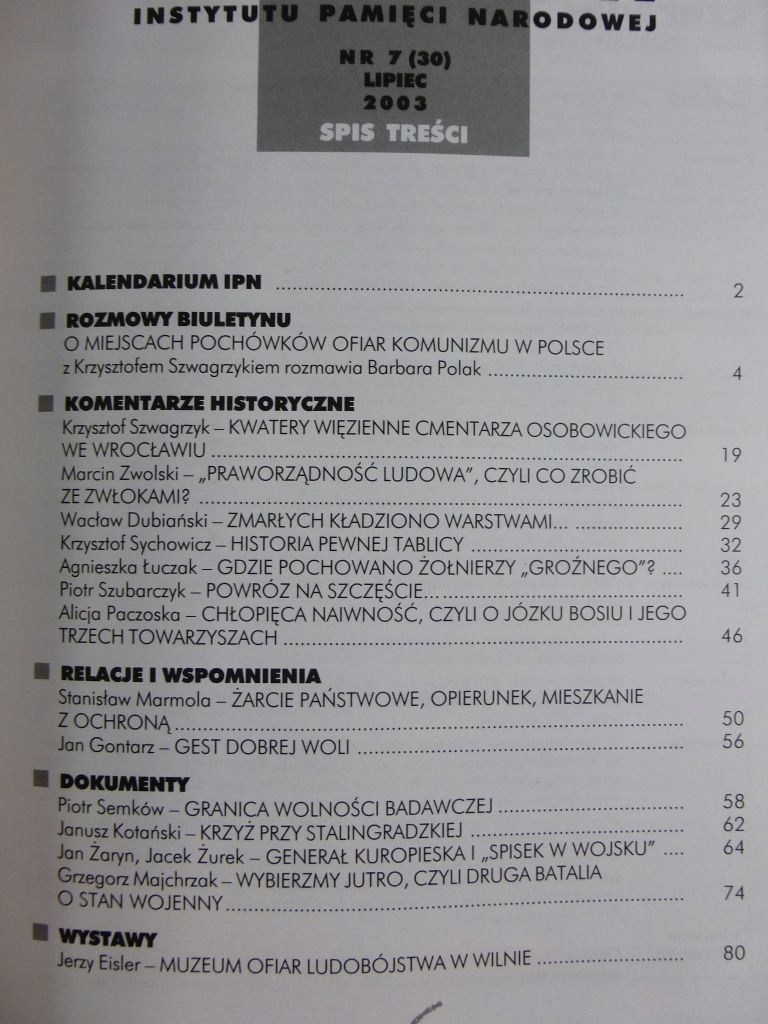 INSTYTUTU PAMIĘCI NARODOWEJ
NR 7 (30)
LIPIEC
2003
SPIS TREŚCI
KALENDARIUM IPN ........ 2
ROZMOWY BIULETYNU
O MIEJSCACH POCHÓWKÓW OFIAR KOMUNIZMU W POLSCE
z Krzysztofem Szwagrzykiem rozmawia Barbara Polak ........ 4
KOMENTARZE HISTORYCZNE
Krzysztof Szwagrzyk – KWATERY WIĘZIENNE CMENTARZA OSOBOWICKIEGO
WE WROCŁAWIU ........ 19
Marcin Zwolski – „PRAWORZĄDNOŚĆ LUDOWA”, CZYLI CO ZROBIĆ
ZE ZWŁOKAMI? ........ 23
Wacław Dubiański – ZMARŁYCH KŁADZIONO WARSTWAMI... ........ 29
Krzysztof Sychowicz – HISTORIA PEWNEJ TABLICY ........ 32
Agnieszka Łuczak – GDZIE POCHOWANO ŻOŁNIERZY „GROŹNEGO”? .... 36
Piotr Szubarczyk – POWRÓZ NA SZCZĘŚCIE... ........ 41
Alicja Paczoska – CHŁOPIĘCA NAIWNOŚĆ, CZYLI O JÓZKU BOSIU I JEGO
TRZECH TOWARZYSZACH ........ 46
RELACJE I WSPOMNIENIA
Stanisław Marmola – ŻARCIE PAŃSTWOWE, OPIERUNEK, MIESZKANIE
Z OCHRONĄ ........ 50
Jan Gontarz – GEST DOBREJ WOLI ........ 56
DOKUMENTY
Piotr Semków – GRANICA WOLNOŚCI BADAWCZEJ ........ 58
Janusz Kotański – KRZYŻ PRZY STALINGRADZKIEJ ........ 62
Jan Żaryn, Jacek Żurek – GENERAŁ KUROPIESKA I „SPISEK W WOJSKU” .... 64
Grzegorz Majchrzak – WYBIERZMY JUTRO, CZYLI DRUGA BATALIA
O STAN WOJENNY ........ 74
WYSTAWY
Jerzy Eisler – MUZEUM OFIAR LUDOBÓJSTWA W WILNIE ........ 80